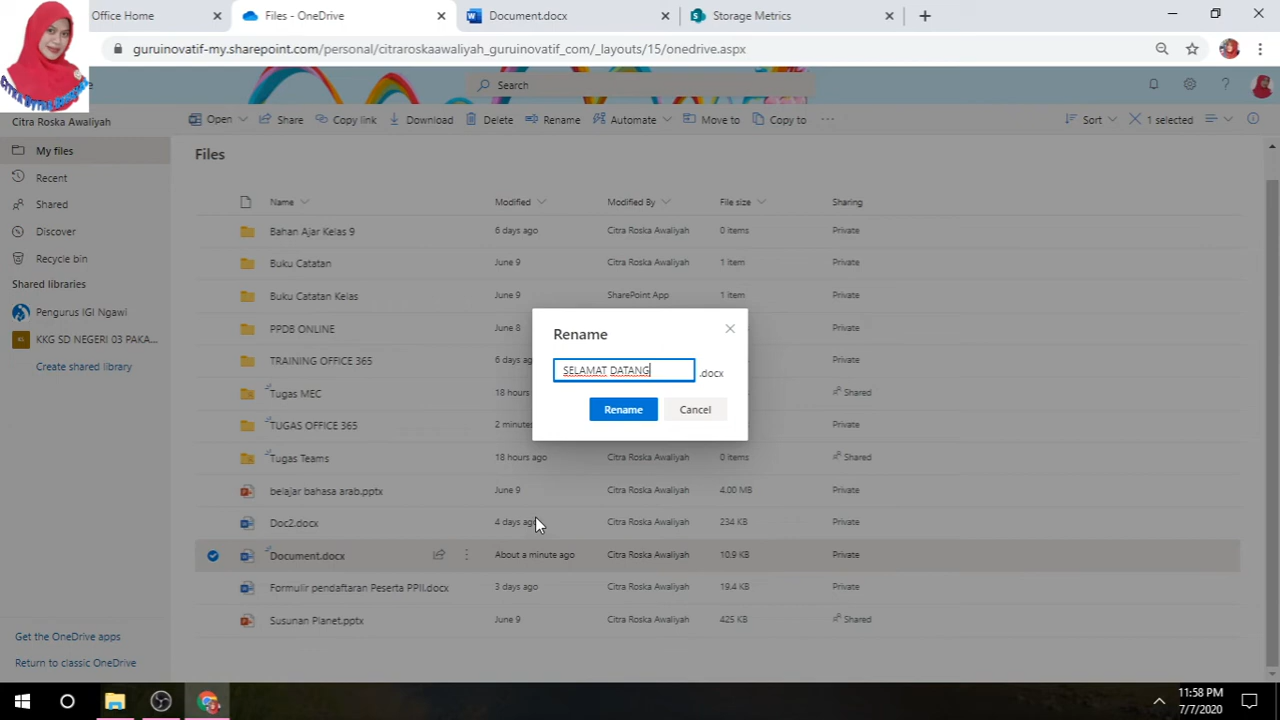 Office Home
Files - OneDrive
Document.docx
Storage Metrics
guruinovatif-my.sharepoint.com/personal/citraroskaawaliyah_guruinovatif_com/_layouts/15/onedrive.aspx
Search
Citra Roska Awaliyah
Open
Share
Copy link
Download
Delete
Rename
Automate
Move to
Copy to
Sort
1 selected
My files
Recent
Shared
Discover
Recycle bin
Shared libraries
Pengurus IGI Ngawi
KKG SD NEGERI 03 PAKA...
Create shared library
Get the OneDrive apps
Return to classic OneDrive
Files
Name Modified Modified By File size Sharing
Bahan Ajar Kelas 9 6 days ago Citra Roska Awaliyah 0 items Private
Buku Catatan June 9 Citra Roska Awaliyah 1 item Private
Buku Catatan Kelas June 9 SharePoint App 1 item Private
PPDB ONLINE June 8 Private
TRAINING OFFICE 365 6 days ago Private
Tugas MEC 18 hours Shared
TUGAS OFFICE 365 2 minutes Private
Tugas Teams 18 hours ago Citra Roska Awaliyah 0 items Shared
belajar bahasa arab.pptx June 9 Citra Roska Awaliyah 4.00 MB Private
Doc2.docx 4 days ago Citra Roska Awaliyah 234 KB Private
Document.docx About a minute ago Citra Roska Awaliyah 10.9 KB Private
Formulir pendaftaran Peserta PPII.docx 3 days ago Citra Roska Awaliyah 19.4 KB Private
Susunan Planet.pptx June 9 Citra Roska Awaliyah 425 KB Shared
Rename
SELAMAT DATANG .docx
Rename
Cancel
11:58 PM
7/7/2020